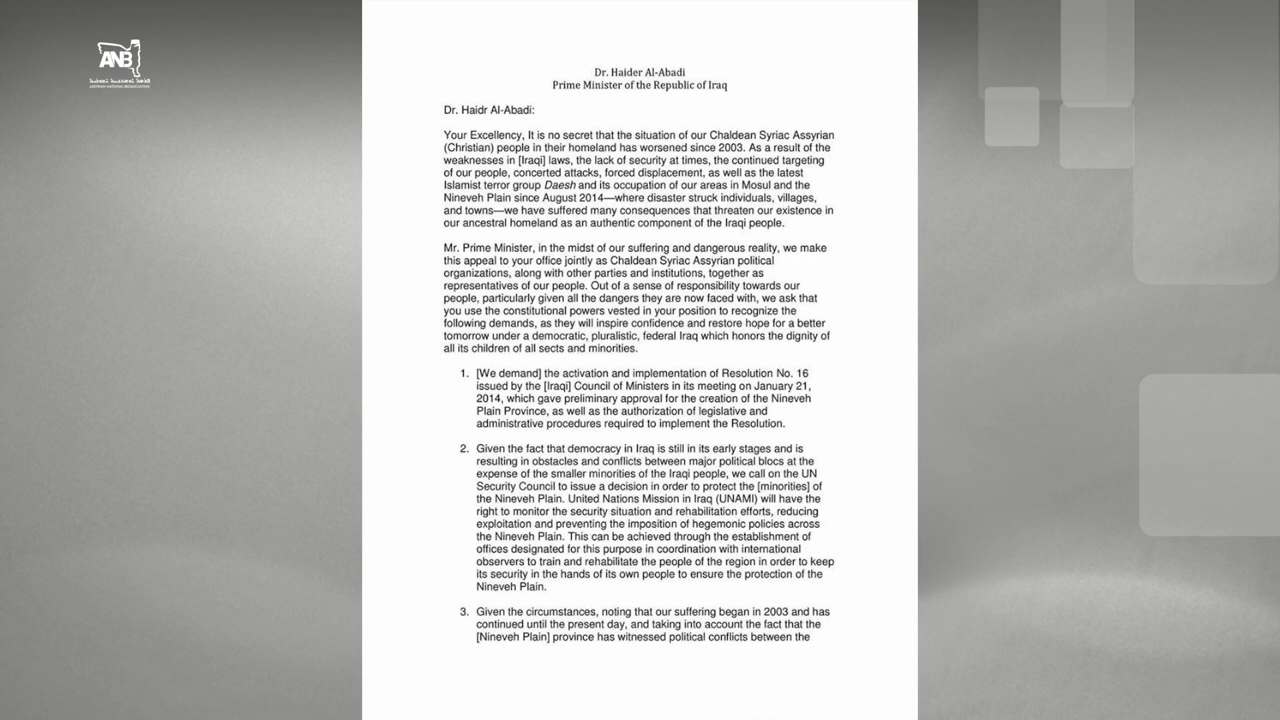 ANB
ASSYRIAN NATIONAL BROADCASTING
Dr. Haider Al-Abadi
Prime Minister of the Republic of Iraq
Dr. Haidr Al-Abadi:
Your Excellency, It is no secret that the situation of our Chaldean Syriac Assyrian
(Christian) people in their homeland has worsened since 2003. As a result of the
weaknesses in [Iraqi] laws, the lack of security at times, the continued targeting
of our people, concerted attacks, forced displacement, as well as the latest
Islamist terror group Daesh and its occupation of our areas in Mosul and the
Nineveh Plain since August 2014—where disaster struck individuals, villages,
and towns—we have suffered many consequences that threaten our existence in
our ancestral homeland as an authentic component of the Iraqi people.
Mr. Prime Minister, in the midst of our suffering and dangerous reality, we make
this appeal to your office jointly as Chaldean Syriac Assyrian political
organizations, along with other parties and institutions, together as
representatives of our people. Out of a sense of responsibility towards our
people, particularly given all the dangers they are now faced with, we ask that
you use the constitutional powers vested in your position to recognize the
following demands, as they will inspire confidence and restore hope for a better
tomorrow under a democratic, pluralistic, federal Iraq which honors the dignity of
all its children of all sects and minorities.
1. [We demand] the activation and implementation of Resolution No. 16
issued by the [Iraqi] Council of Ministers in its meeting on January 21,
2014, which gave preliminary approval for the creation of the Nineveh
Plain Province, as well as the authorization of legislative and
administrative procedures required to implement the Resolution.
2. Given the fact that democracy in Iraq is still in its early stages and is
resulting in obstacles and conflicts between major political blocs at the
expense of the smaller minorities of the Iraqi people, we call on the UN
Security Council to issue a decision in order to protect the [minorities] of
the Nineveh Plain. United Nations Mission in Iraq (UNAMI) will have the
right to monitor the security situation and rehabilitation efforts, reducing
exploitation and preventing the imposition of hegemonic policies across
the Nineveh Plain. This can be achieved through the establishment of
offices designated for this purpose in coordination with international
observers to train and rehabilitate the people of the region in order to keep
its security in the hands of its own people to ensure the protection of the
Nineveh Plain.
3. Given the circumstances, noting that our suffering began in 2003 and has
continued until the present day, and taking into account the fact that the
[Nineveh Plain] province has witnessed political conflicts between the